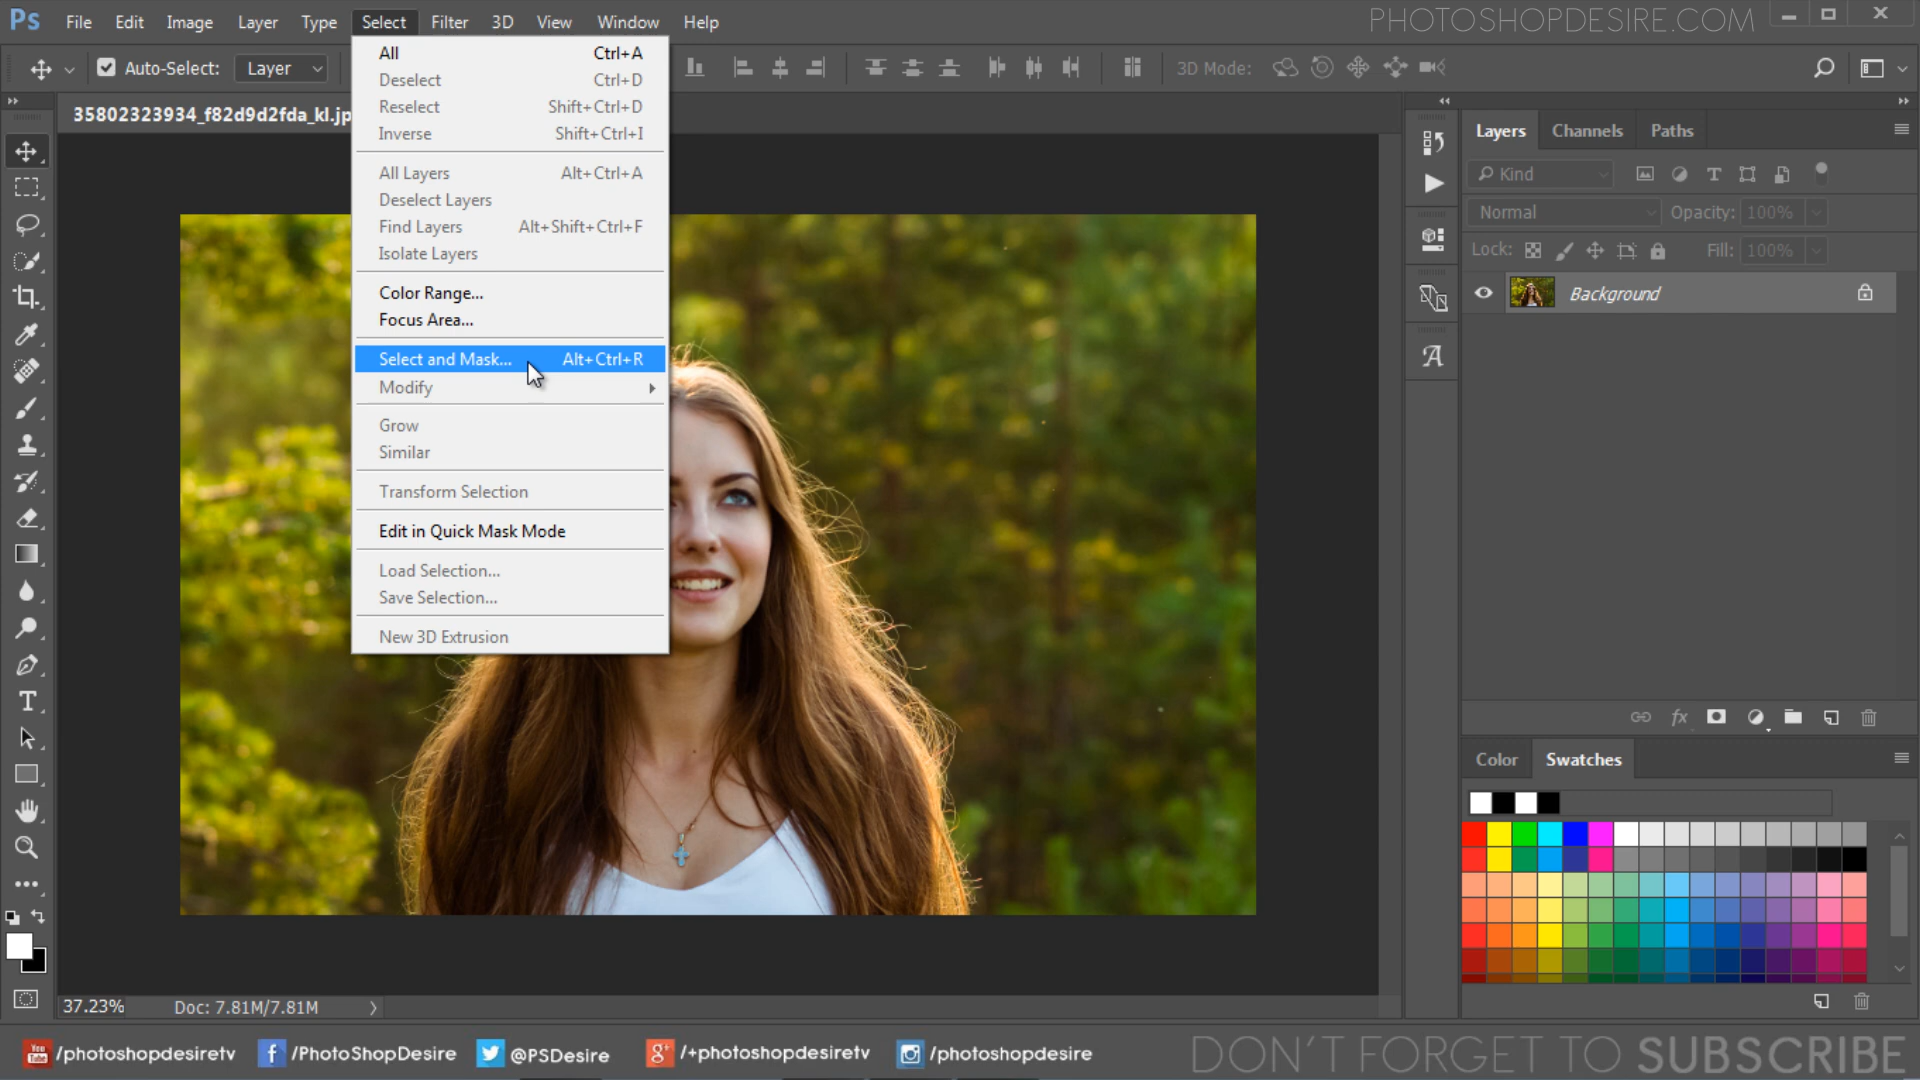 Ps File Edit Image Layer Type Select Filter 3D View Window Help
PHOTOSHOPDESIRE.COM
Auto-Select: Layer 3D Mode:
35802323934_f82d9d2fda_kl.jp
All Ctrl+A
Deselect Ctrl+D
Reselect Shift+Ctrl+D
Inverse Shift+Ctrl+I
All Layers Alt+Ctrl+A
Deselect Layers
Find Layers Alt+Shift+Ctrl+F
Isolate Layers
Color Range...
Focus Area...
Select and Mask... Alt+Ctrl+R
Modify
Grow
Similar
Transform Selection
Edit in Quick Mask Mode
Load Selection...
Save Selection...
New 3D Extrusion
Layers Channels Paths
Kind
Normal Opacity: 100%
Lock: Fill: 100%
Background
fx
Color Swatches
37.23% Doc: 7.81M/7.81M
You Tube /photoshopdesiretv f /PhotoShopDesire @PSDesire g+ /+photoshopdesiretv /photoshopdesire
DON'T FORGET TO SUBSCRIBE